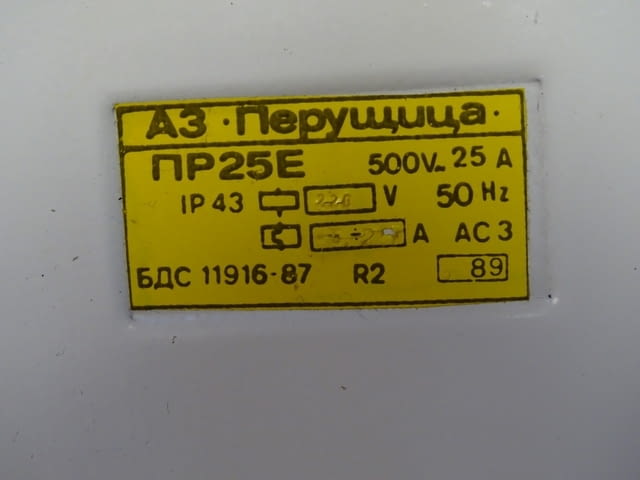 АЗ · Перущица ·
ПР25Е 500V~ 25 A
IP 43 220 V 50 Hz
A AC 3
БДС 11916-87 R2 89